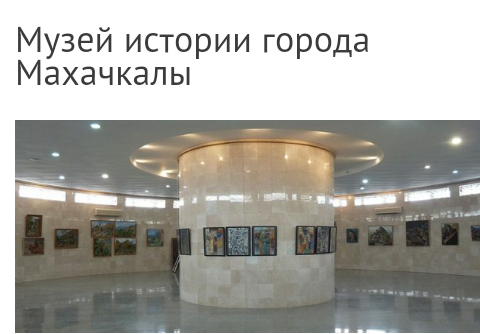 Музей истории города
Махачкалы